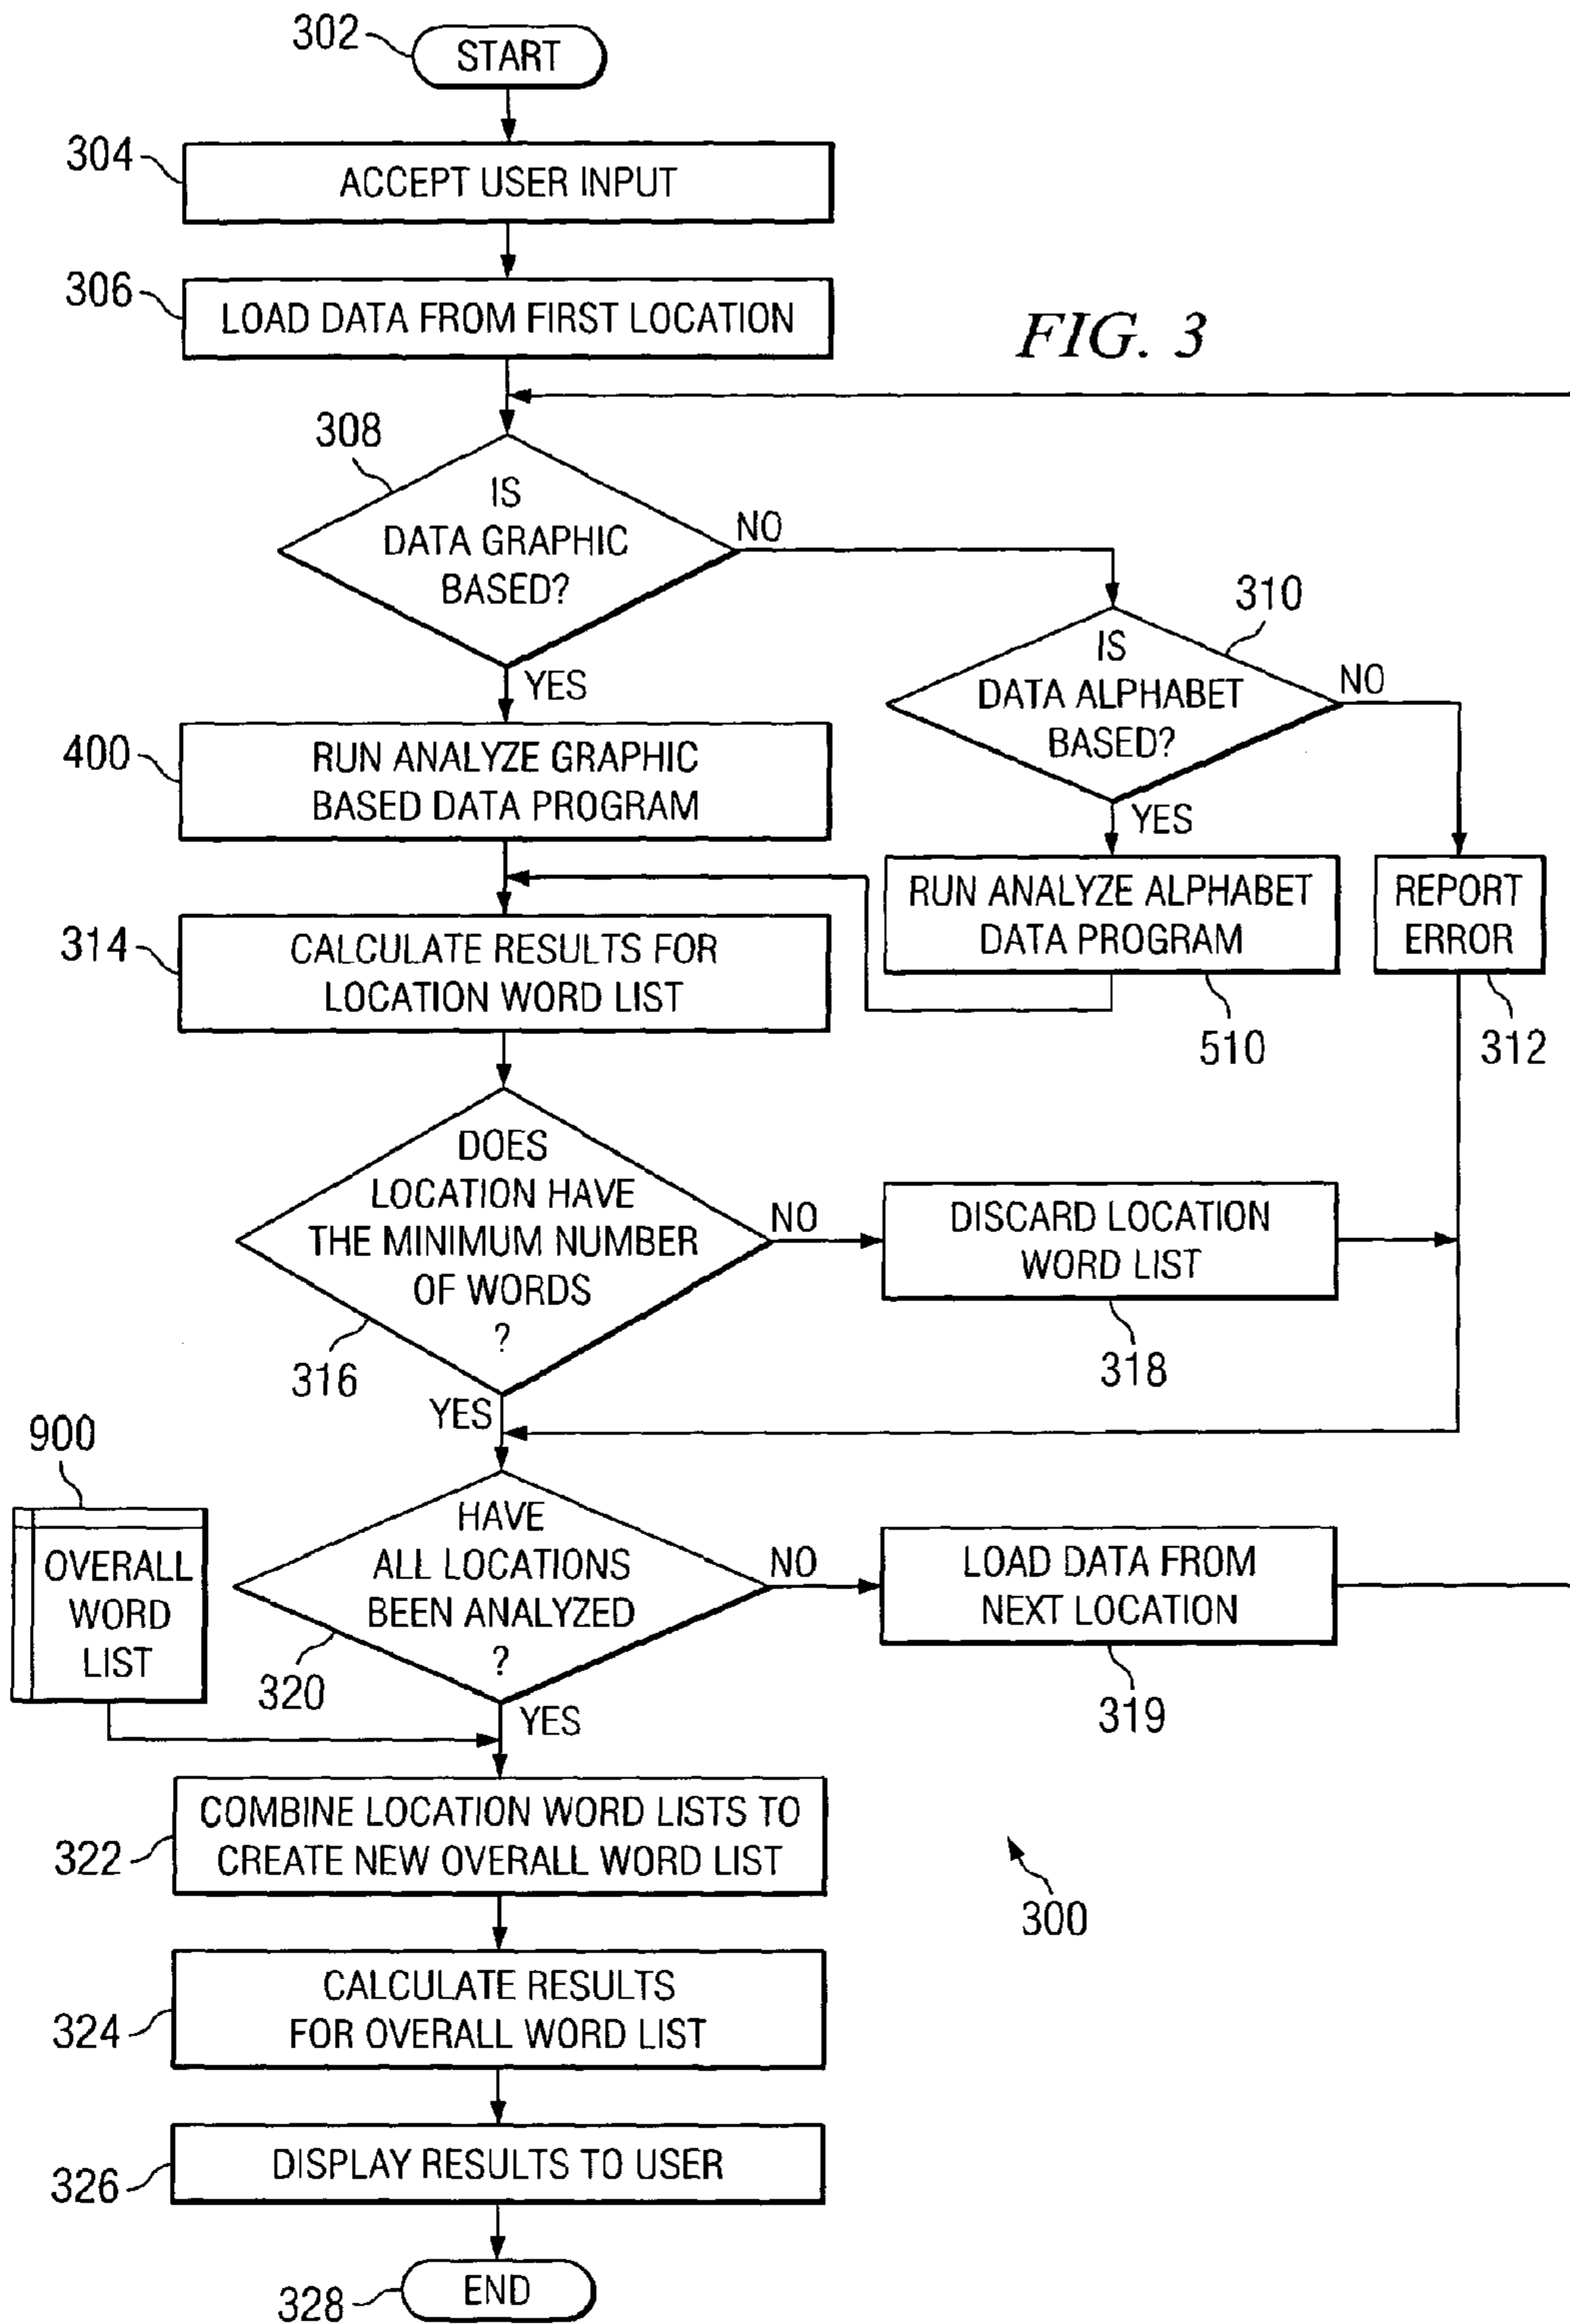 302
START
304
ACCEPT USER INPUT
306
LOAD DATA FROM FIRST LOCATION
FIG. 3
308
IS
DATA GRAPHIC
BASED?
NO
YES
310
IS
DATA ALPHABET
BASED?
NO
YES
400
RUN ANALYZE GRAPHIC
BASED DATA PROGRAM
RUN ANALYZE ALPHABET
DATA PROGRAM
510
REPORT
ERROR
312
314
CALCULATE RESULTS FOR
LOCATION WORD LIST
DOES
LOCATION HAVE
THE MINIMUM NUMBER
OF WORDS
?
316
NO
YES
DISCARD LOCATION
WORD LIST
318
900
OVERALL
WORD
LIST
HAVE
ALL LOCATIONS
BEEN ANALYZED
?
320
NO
YES
LOAD DATA FROM
NEXT LOCATION
319
322
COMBINE LOCATION WORD LISTS TO
CREATE NEW OVERALL WORD LIST
300
324
CALCULATE RESULTS
FOR OVERALL WORD LIST
326
DISPLAY RESULTS TO USER
328
END